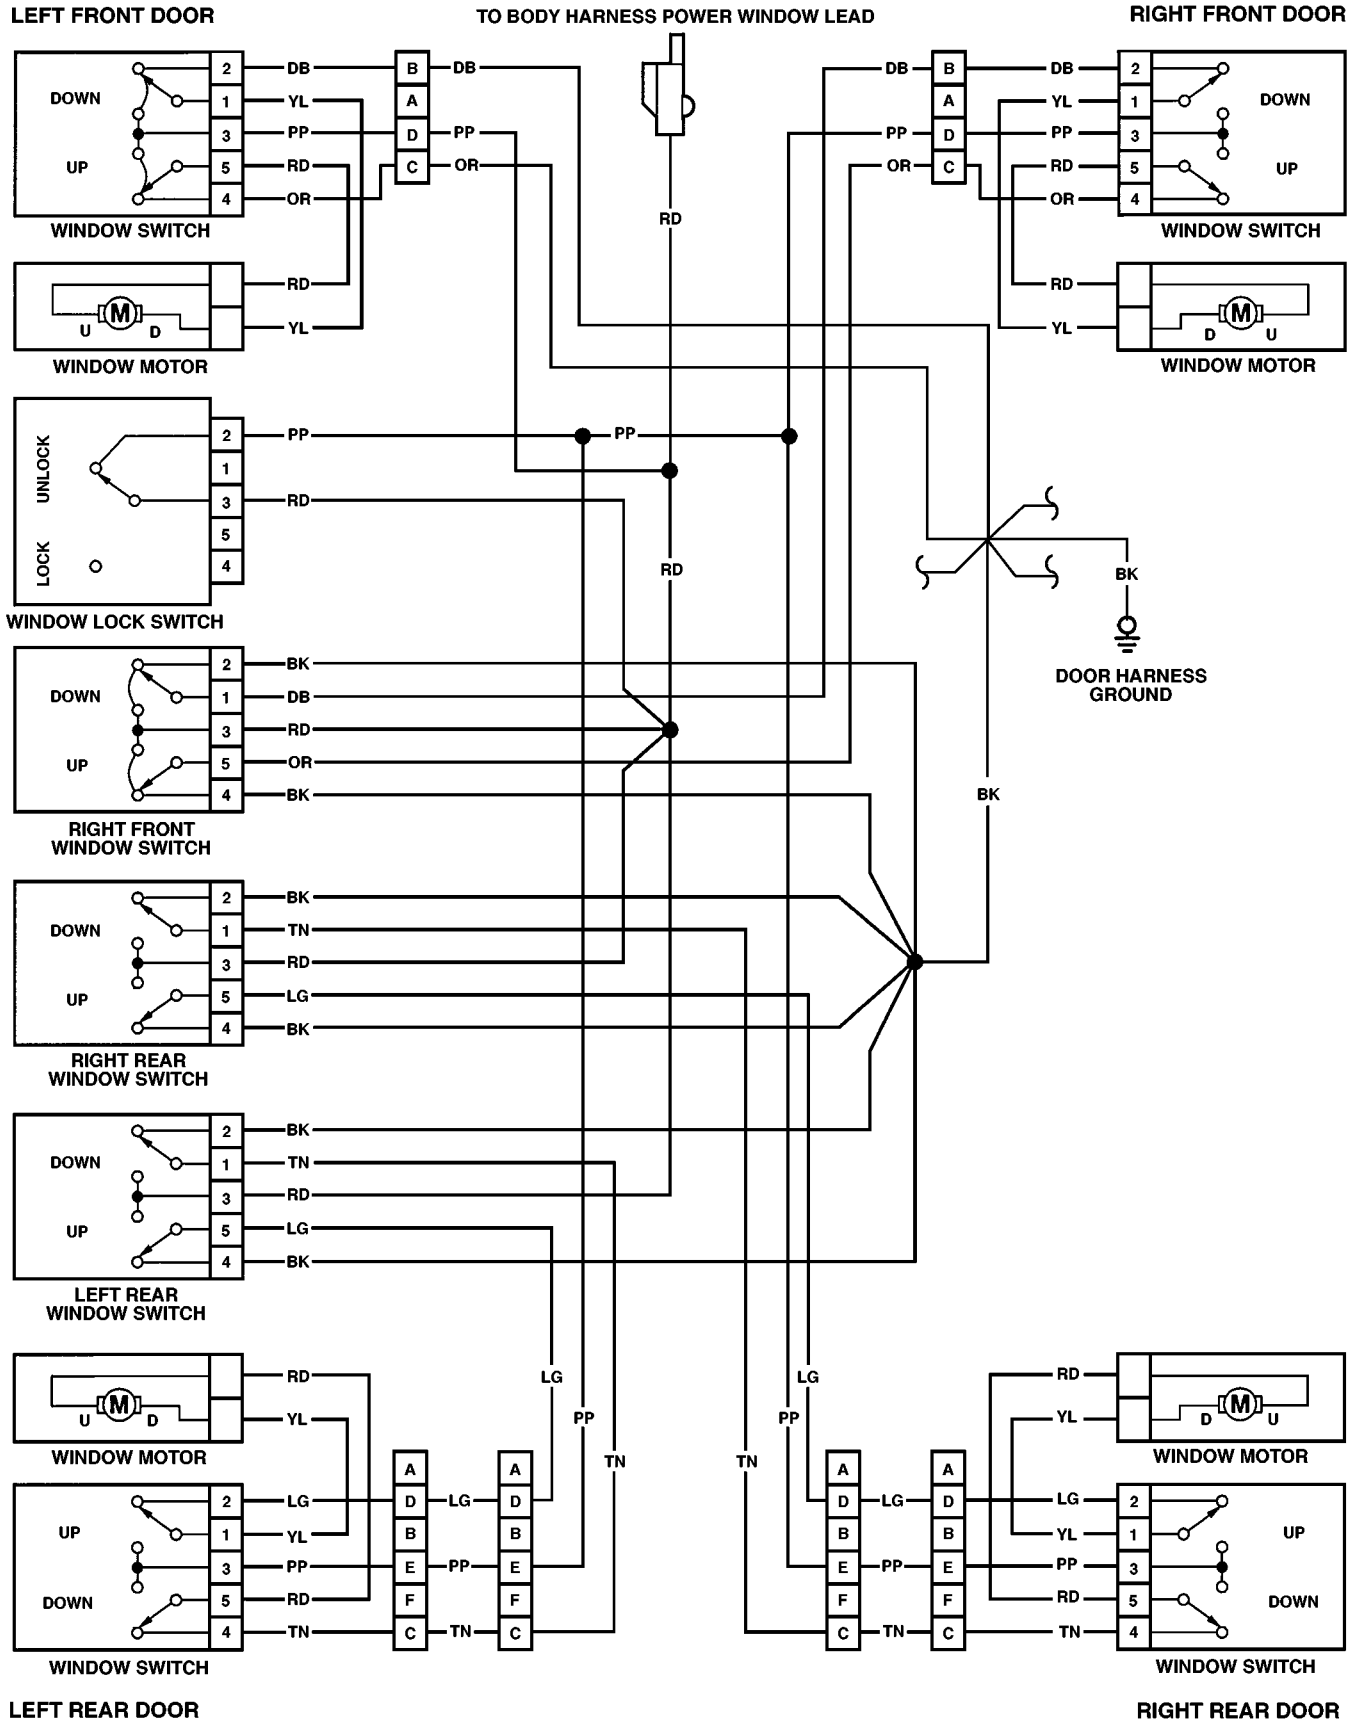 LEFT FRONT DOOR
TO BODY HARNESS POWER WINDOW LEAD
RIGHT FRONT DOOR
DOWN
UP
2 DB B DB
1 YL A
3 PP D PP
5 RD C OR
4 OR
WINDOW SWITCH
DB B DB 2
A YL 1
PP D PP 3
OR C RD 5
OR 4
DOWN
UP
WINDOW SWITCH
RD
U M D
RD
YL
WINDOW MOTOR
RD
YL
D M U
WINDOW MOTOR
UNLOCK
LOCK
2 PP PP
1
3 RD
5
4
RD
WINDOW LOCK SWITCH
BK
DOOR HARNESS
GROUND
DOWN
UP
2 BK
1 DB
3 RD
5 OR
4 BK
BK
RIGHT FRONT
WINDOW SWITCH
DOWN
UP
2 BK
1 TN
3 RD
5 LG
4 BK
RIGHT REAR
WINDOW SWITCH
DOWN
UP
2 BK
1 TN
3 RD
5 LG
4 BK
LEFT REAR
WINDOW SWITCH
RD
YL
U M D
WINDOW MOTOR
LG
PP
TN
LG
PP
TN
RD
YL
D M U
WINDOW MOTOR
UP
DOWN
A A
2 LG D LG D
1 YL B B
3 PP E PP E
5 RD F F
4 TN C TN C
WINDOW SWITCH
A A
D LG D LG 2
B B YL 1
E PP E PP 3
F F RD 5
C TN C TN 4
UP
DOWN
WINDOW SWITCH
LEFT REAR DOOR
RIGHT REAR DOOR